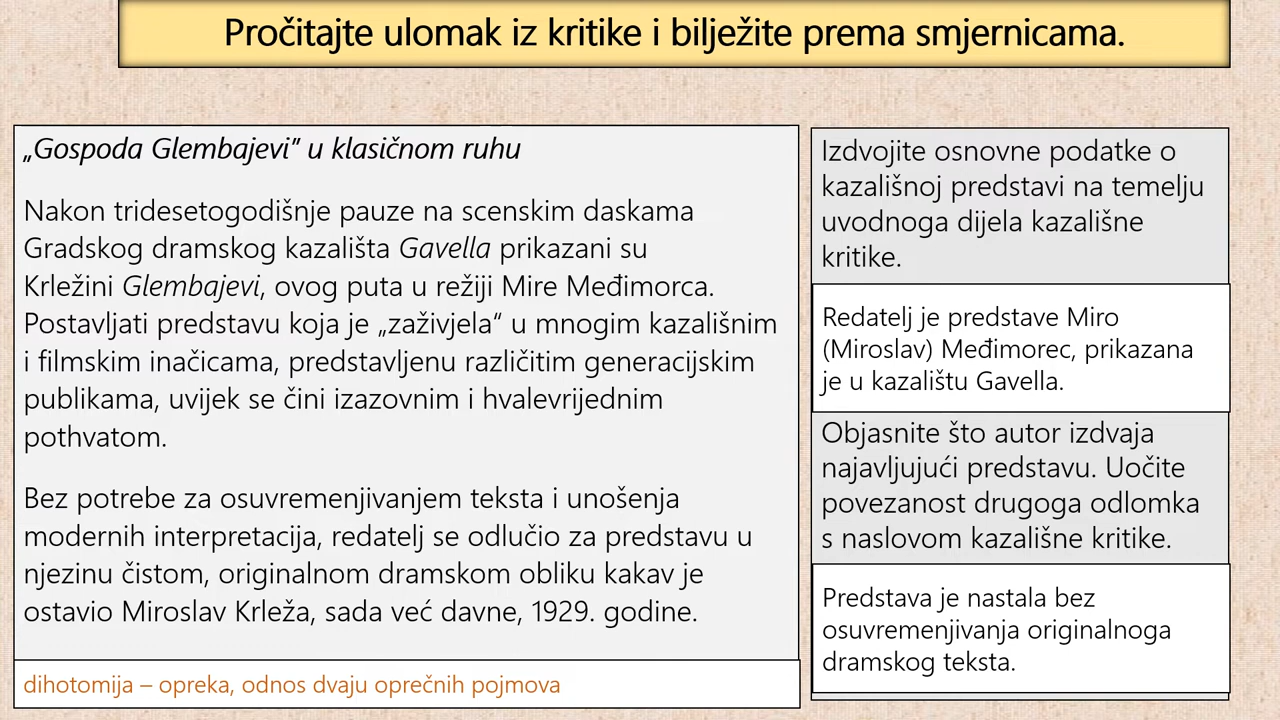 Pročitajte ulomak iz kritike i bilježite prema smjernicama.
„Gospoda Glembajevi” u klasičnom ruhu
Nakon tridesetogodišnje pauze na scenskim daskama
Gradskog dramskog kazališta Gavella prikazani su
Krležini Glembajevi, ovog puta u režiji Mire Međimorca.
Postavljati predstavu koja je „zaživjela“ u mnogim kazališnim
i filmskim inačicama, predstavljenu različitim generacijskim
publikama, uvijek se čini izazovnim i hvalevrijednim
pothvatom.
Bez potrebe za osuvremenjivanjem teksta i unošenja
modernih interpretacija, redatelj se odlučio za predstavu u
njezinu čistom, originalnom dramskom obliku kakav je
ostavio Miroslav Krleža, sada već davne, 1929. godine.
dihotomija – opreka, odnos dvaju oprečnih pojmova
Izdvojite osnovne podatke o
kazališnoj predstavi na temelju
uvodnoga dijela kazališne
kritike.
Redatelj je predstave Miro
(Miroslav) Međimorec, prikazana
je u kazalištu Gavella.
Objasnite što autor izdvaja
najavljujući predstavu. Uočite
povezanost drugoga odlomka
s naslovom kazališne kritike.
Predstava je nastala bez
osuvremenjivanja originalnoga
dramskog teksta.